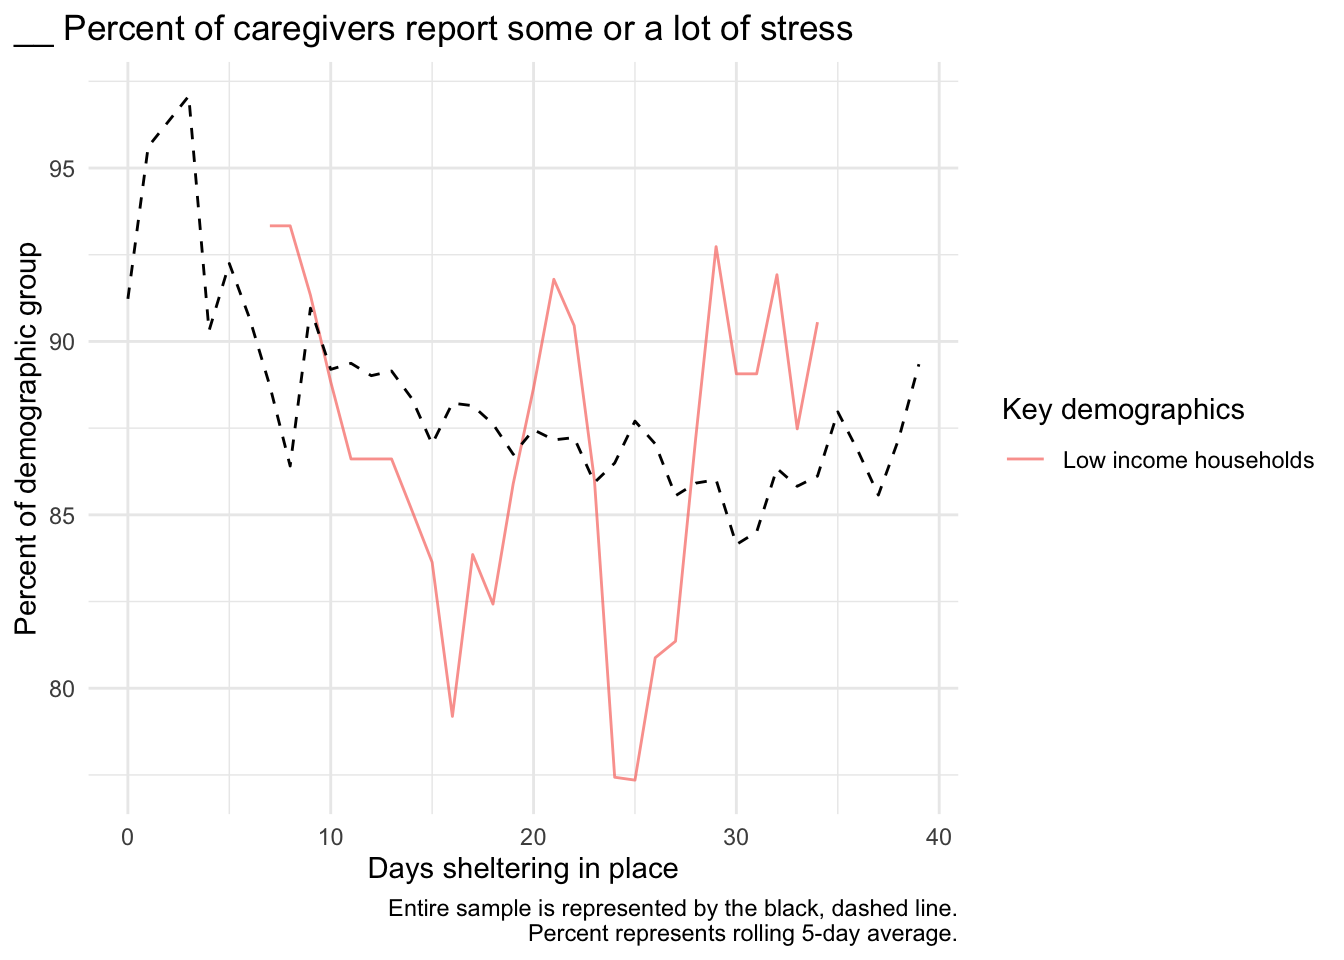 __ Percent of caregivers report some or a lot of stress
Percent of demographic group
95
90
85
80
0 10 20 30 40
Days sheltering in place
Key demographics
Low income households
Entire sample is represented by the black, dashed line.
Percent represents rolling 5-day average.